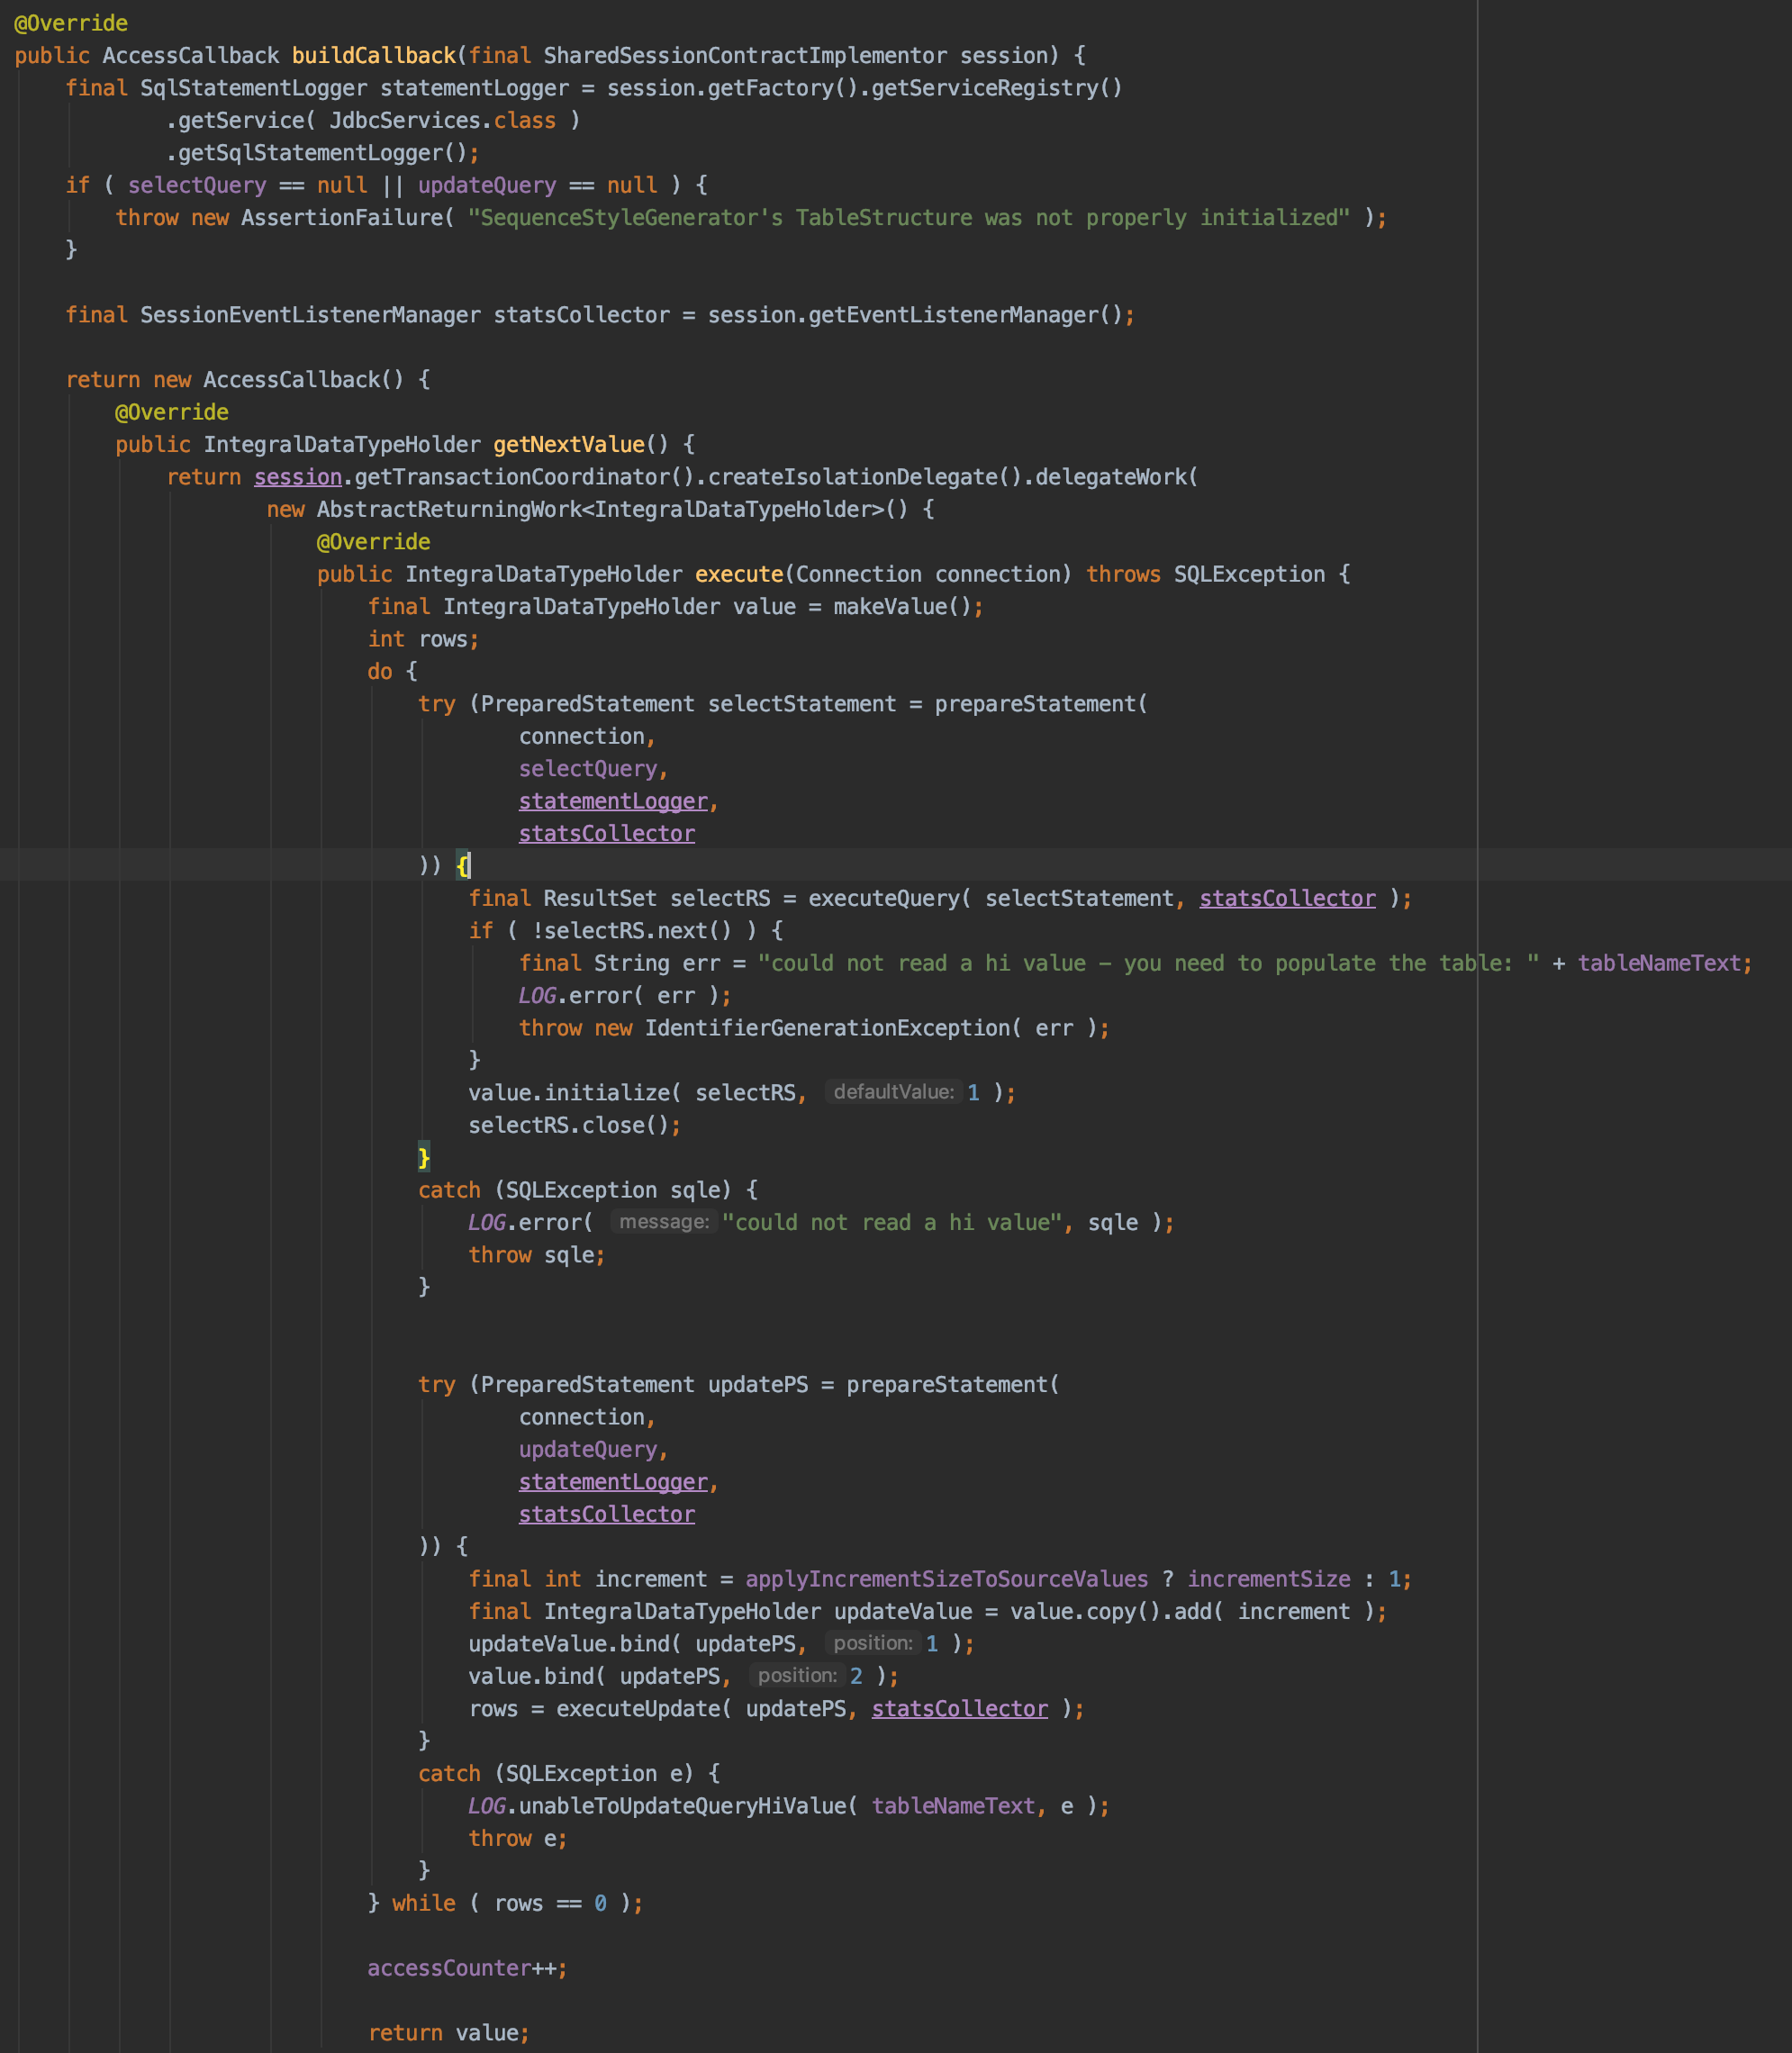 @Override
public AccessCallback buildCallback(final SharedSessionContractImplementor session) {
    final SqlStatementLogger statementLogger = session.getFactory().getServiceRegistry()
            .getService( JdbcServices.class )
            .getSqlStatementLogger();
    if ( selectQuery == null || updateQuery == null ) {
        throw new AssertionFailure( "SequenceStyleGenerator's TableStructure was not properly initialized" );
    }

    final SessionEventListenerManager statsCollector = session.getEventListenerManager();

    return new AccessCallback() {
        @Override
        public IntegralDataTypeHolder getNextValue() {
            return session.getTransactionCoordinator().createIsolationDelegate().delegateWork(
                    new AbstractReturningWork<IntegralDataTypeHolder>() {
                        @Override
                        public IntegralDataTypeHolder execute(Connection connection) throws SQLException {
                            final IntegralDataTypeHolder value = makeValue();
                            int rows;
                            do {
                                try (PreparedStatement selectStatement = prepareStatement(
                                        connection,
                                        selectQuery,
                                        statementLogger,
                                        statsCollector
                                )) {
                                    final ResultSet selectRS = executeQuery( selectStatement, statsCollector );
                                    if ( !selectRS.next() ) {
                                        final String err = "could not read a hi value - you need to populate the table: " + tableNameText;
                                        LOG.error( err );
                                        throw new IdentifierGenerationException( err );
                                    }
                                    value.initialize( selectRS, defaultValue: 1 );
                                    selectRS.close();
                                }
                                catch (SQLException sqle) {
                                    LOG.error( message: "could not read a hi value", sqle );
                                    throw sqle;
                                }


                                try (PreparedStatement updatePS = prepareStatement(
                                        connection,
                                        updateQuery,
                                        statementLogger,
                                        statsCollector
                                )) {
                                    final int increment = applyIncrementSizeToSourceValues ? incrementSize : 1;
                                    final IntegralDataTypeHolder updateValue = value.copy().add( increment );
                                    updateValue.bind( updatePS, position: 1 );
                                    value.bind( updatePS, position: 2 );
                                    rows = executeUpdate( updatePS, statsCollector );
                                }
                                catch (SQLException e) {
                                    LOG.unableToUpdateQueryHiValue( tableNameText, e );
                                    throw e;
                                }
                            } while ( rows == 0 );

                            accessCounter++;

                            return value;